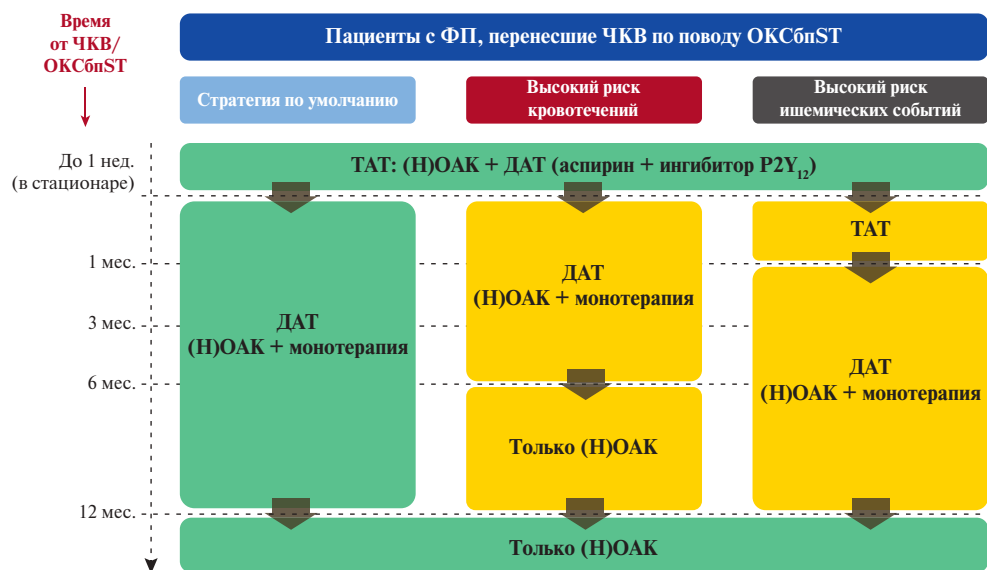 Время
от ЧКВ/
ОКСбпST
Пациенты с ФП, перенесшие ЧКВ по поводу ОКСбпST
Стратегия по умолчанию
Высокий риск
кровотечений
Высокий риск
ишемических событий
До 1 нед.
(в стационаре)
ТАТ: (Н)ОАК + ДАТ (аспирин + ингибитор P2Y₁₂)
ТАТ
1 мес.
ДАТ
(Н)ОАК + монотерапия
3 мес.
ДАТ
(Н)ОАК + монотерапия
ДАТ
(Н)ОАК + монотерапия
6 мес.
Только (Н)ОАК
12 мес.
Только (Н)ОАК